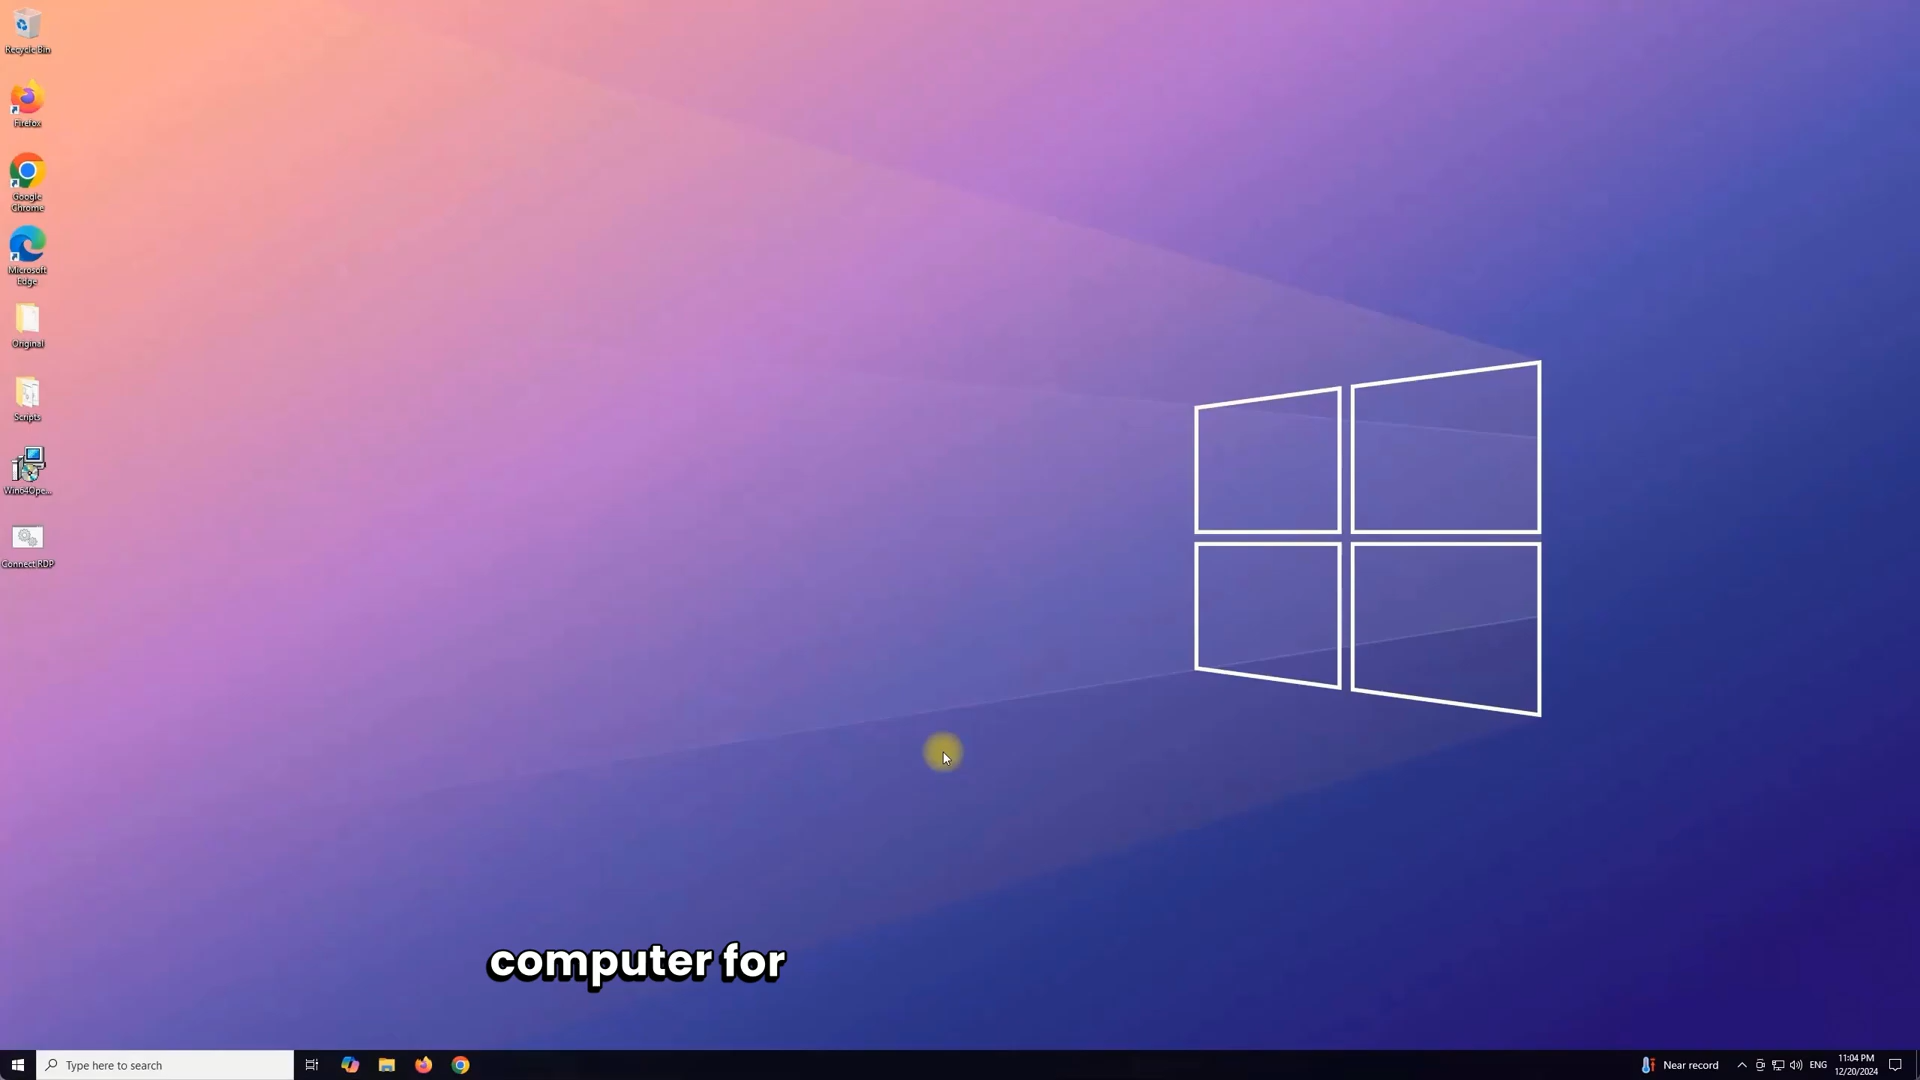 Recycle Bin
Firefox
Google
Chrome
Microsoft
Edge
Original
Scripts
Win64Ope...
Connect RDP
computer for
Type here to search
Near record
ENG
11:04 PM
12/20/2024